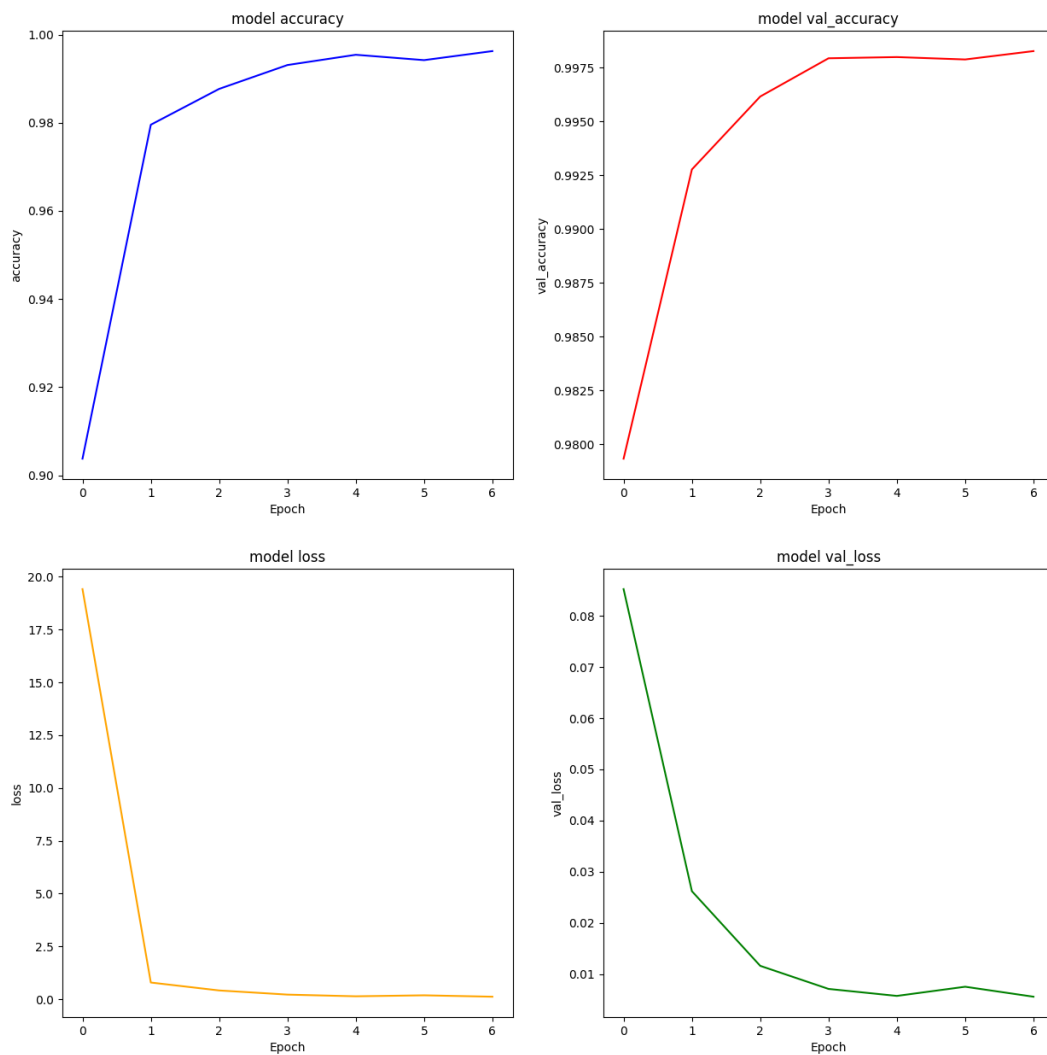 model accuracy
1.00
0.98
0.96
0.94
0.92
0.90
accuracy
0 1 2 3 4 5 6
Epoch
model val_accuracy
0.9975
0.9950
0.9925
0.9900
0.9875
0.9850
0.9825
0.9800
val_accuracy
0 1 2 3 4 5 6
Epoch
model loss
20.0
17.5
15.0
12.5
10.0
7.5
5.0
2.5
0.0
loss
0 1 2 3 4 5 6
Epoch
model val_loss
0.08
0.07
0.06
0.05
0.04
0.03
0.02
0.01
val_loss
0 1 2 3 4 5 6
Epoch